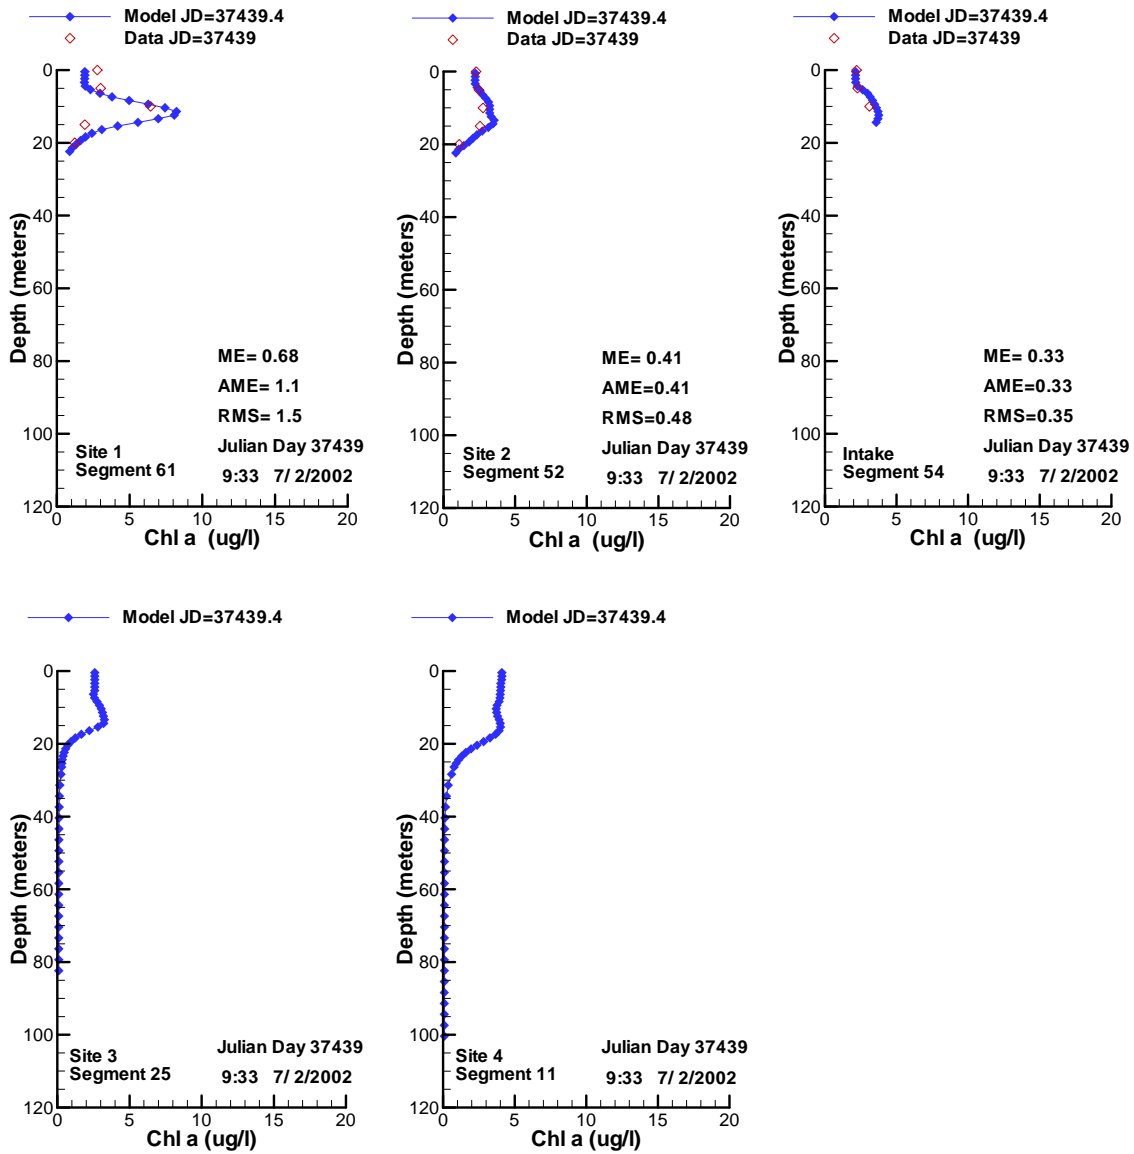 Model JD=37439.4
Data JD=37439
0
20
40
60
80
100
120
Depth (meters)
ME= 0.68
AME= 1.1
RMS= 1.5
Site 1
Segment 61
Julian Day 37439
9:33 7/ 2/2002
0 5 10 15 20
Chl a (ug/l)
Model JD=37439.4
Data JD=37439
0
20
40
60
80
100
120
Depth (meters)
ME= 0.41
AME=0.41
RMS=0.48
Site 2
Segment 52
Julian Day 37439
9:33 7/ 2/2002
0 5 10 15 20
Chl a (ug/l)
Model JD=37439.4
Data JD=37439
0
20
40
60
80
100
120
Depth (meters)
ME= 0.33
AME=0.33
RMS=0.35
Intake
Segment 54
Julian Day 37439
9:33 7/ 2/2002
0 5 10 15 20
Chl a (ug/l)
Model JD=37439.4
0
20
40
60
80
100
120
Depth (meters)
Site 3
Segment 25
Julian Day 37439
9:33 7/ 2/2002
0 5 10 15 20
Chl a (ug/l)
Model JD=37439.4
0
20
40
60
80
100
120
Depth (meters)
Site 4
Segment 11
Julian Day 37439
9:33 7/ 2/2002
0 5 10 15 20
Chl a (ug/l)